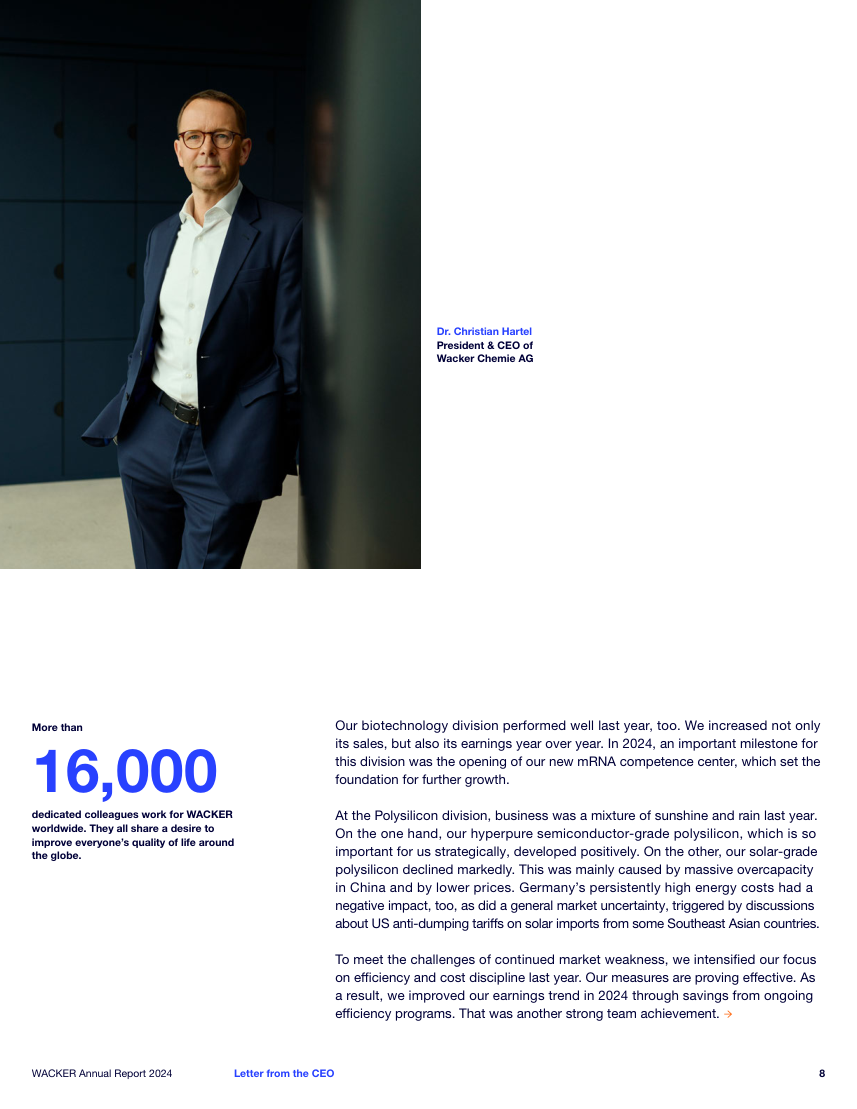 Dr. Christian Hartel
President & CEO of
Wacker Chemie AG
More than
16,000
dedicated colleagues work for WACKER
worldwide. They all share a desire to
improve everyone’s quality of life around
the globe.
Our biotechnology division performed well last year, too. We increased not only
its sales, but also its earnings year over year. In 2024, an important milestone for
this division was the opening of our new mRNA competence center, which set the
foundation for further growth.
At the Polysilicon division, business was a mixture of sunshine and rain last year.
On the one hand, our hyperpure semiconductor-grade polysilicon, which is so
important for us strategically, developed positively. On the other, our solar-grade
polysilicon declined markedly. This was mainly caused by massive overcapacity
in China and by lower prices. Germany’s persistently high energy costs had a
negative impact, too, as did a general market uncertainty, triggered by discussions
about US anti-dumping tariffs on solar imports from some Southeast Asian countries.
To meet the challenges of continued market weakness, we intensified our focus
on efficiency and cost discipline last year. Our measures are proving effective. As
a result, we improved our earnings trend in 2024 through savings from ongoing
efficiency programs. That was another strong team achievement. →
WACKER Annual Report 2024
Letter from the CEO
8